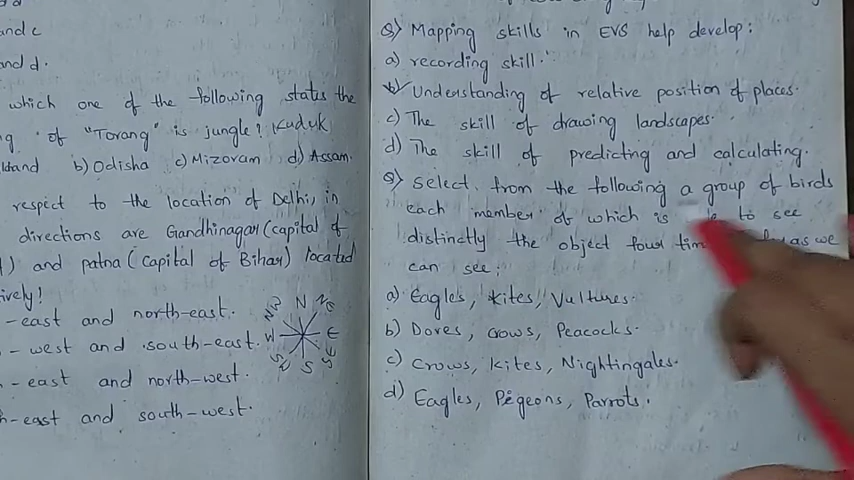 and c
and d.
which one of the following states the
g of "Torang" is jungle? Kuduk
khand b) Odisha c) Mizoram d) Assam.
respect to the location of Delhi, in
directions are Gandhinagar (capital of
) and patna (Capital of Bihar) located
ively?
-east and north-east.
- west and south-east.
- east and north-west.
h-east and south-west.
N NE
W E
S
Q) Mapping skills in EVS help develop:
a) recording skill.
b) Understanding of relative position of places.
c) The skill of drawing landscapes.
d) The skill of predicting and calculating.
Q) Select from the following a group of birds
each member of which is to see
distinctly the object four as we
can see;
a) Eagles, Kites, Vultures.
b) Doves, Crows, Peacocks.
c) Crows, Kites, Nightingales.
d) Eagles, Pigeons, Parrots.